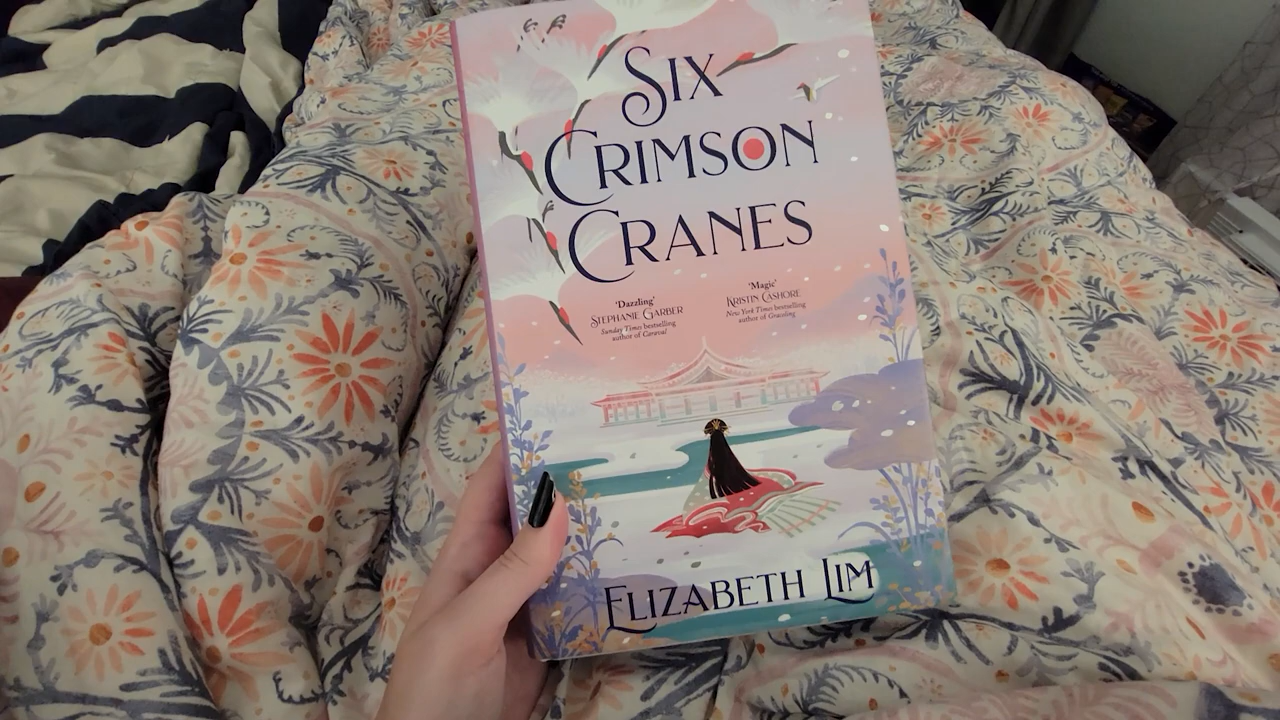 SIX
CRIMSON
CRANES
'Dazzling'
STEPHANIE GARBER
Sunday Times bestselling
author of Caraval
'Magic'
KRISTIN CASHORE
New York Times bestselling
author of Graceling
ELIZABETH LIM